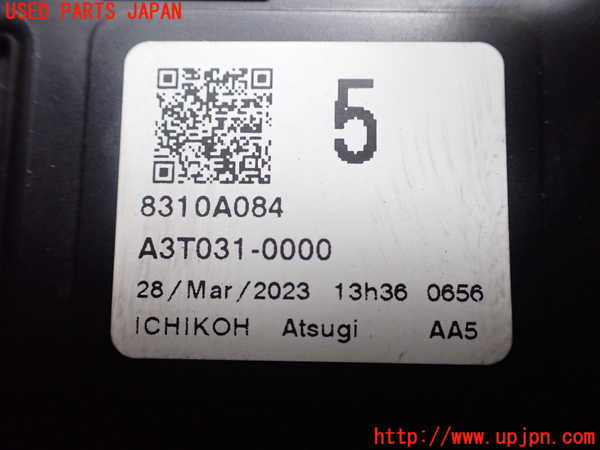 USED PARTS JAPAN
5
8310A084
A3T031-0000
28/Mar/2023 13h36 0656
ICHIKOH Atsugi AA5
http://www.upjpn.com/